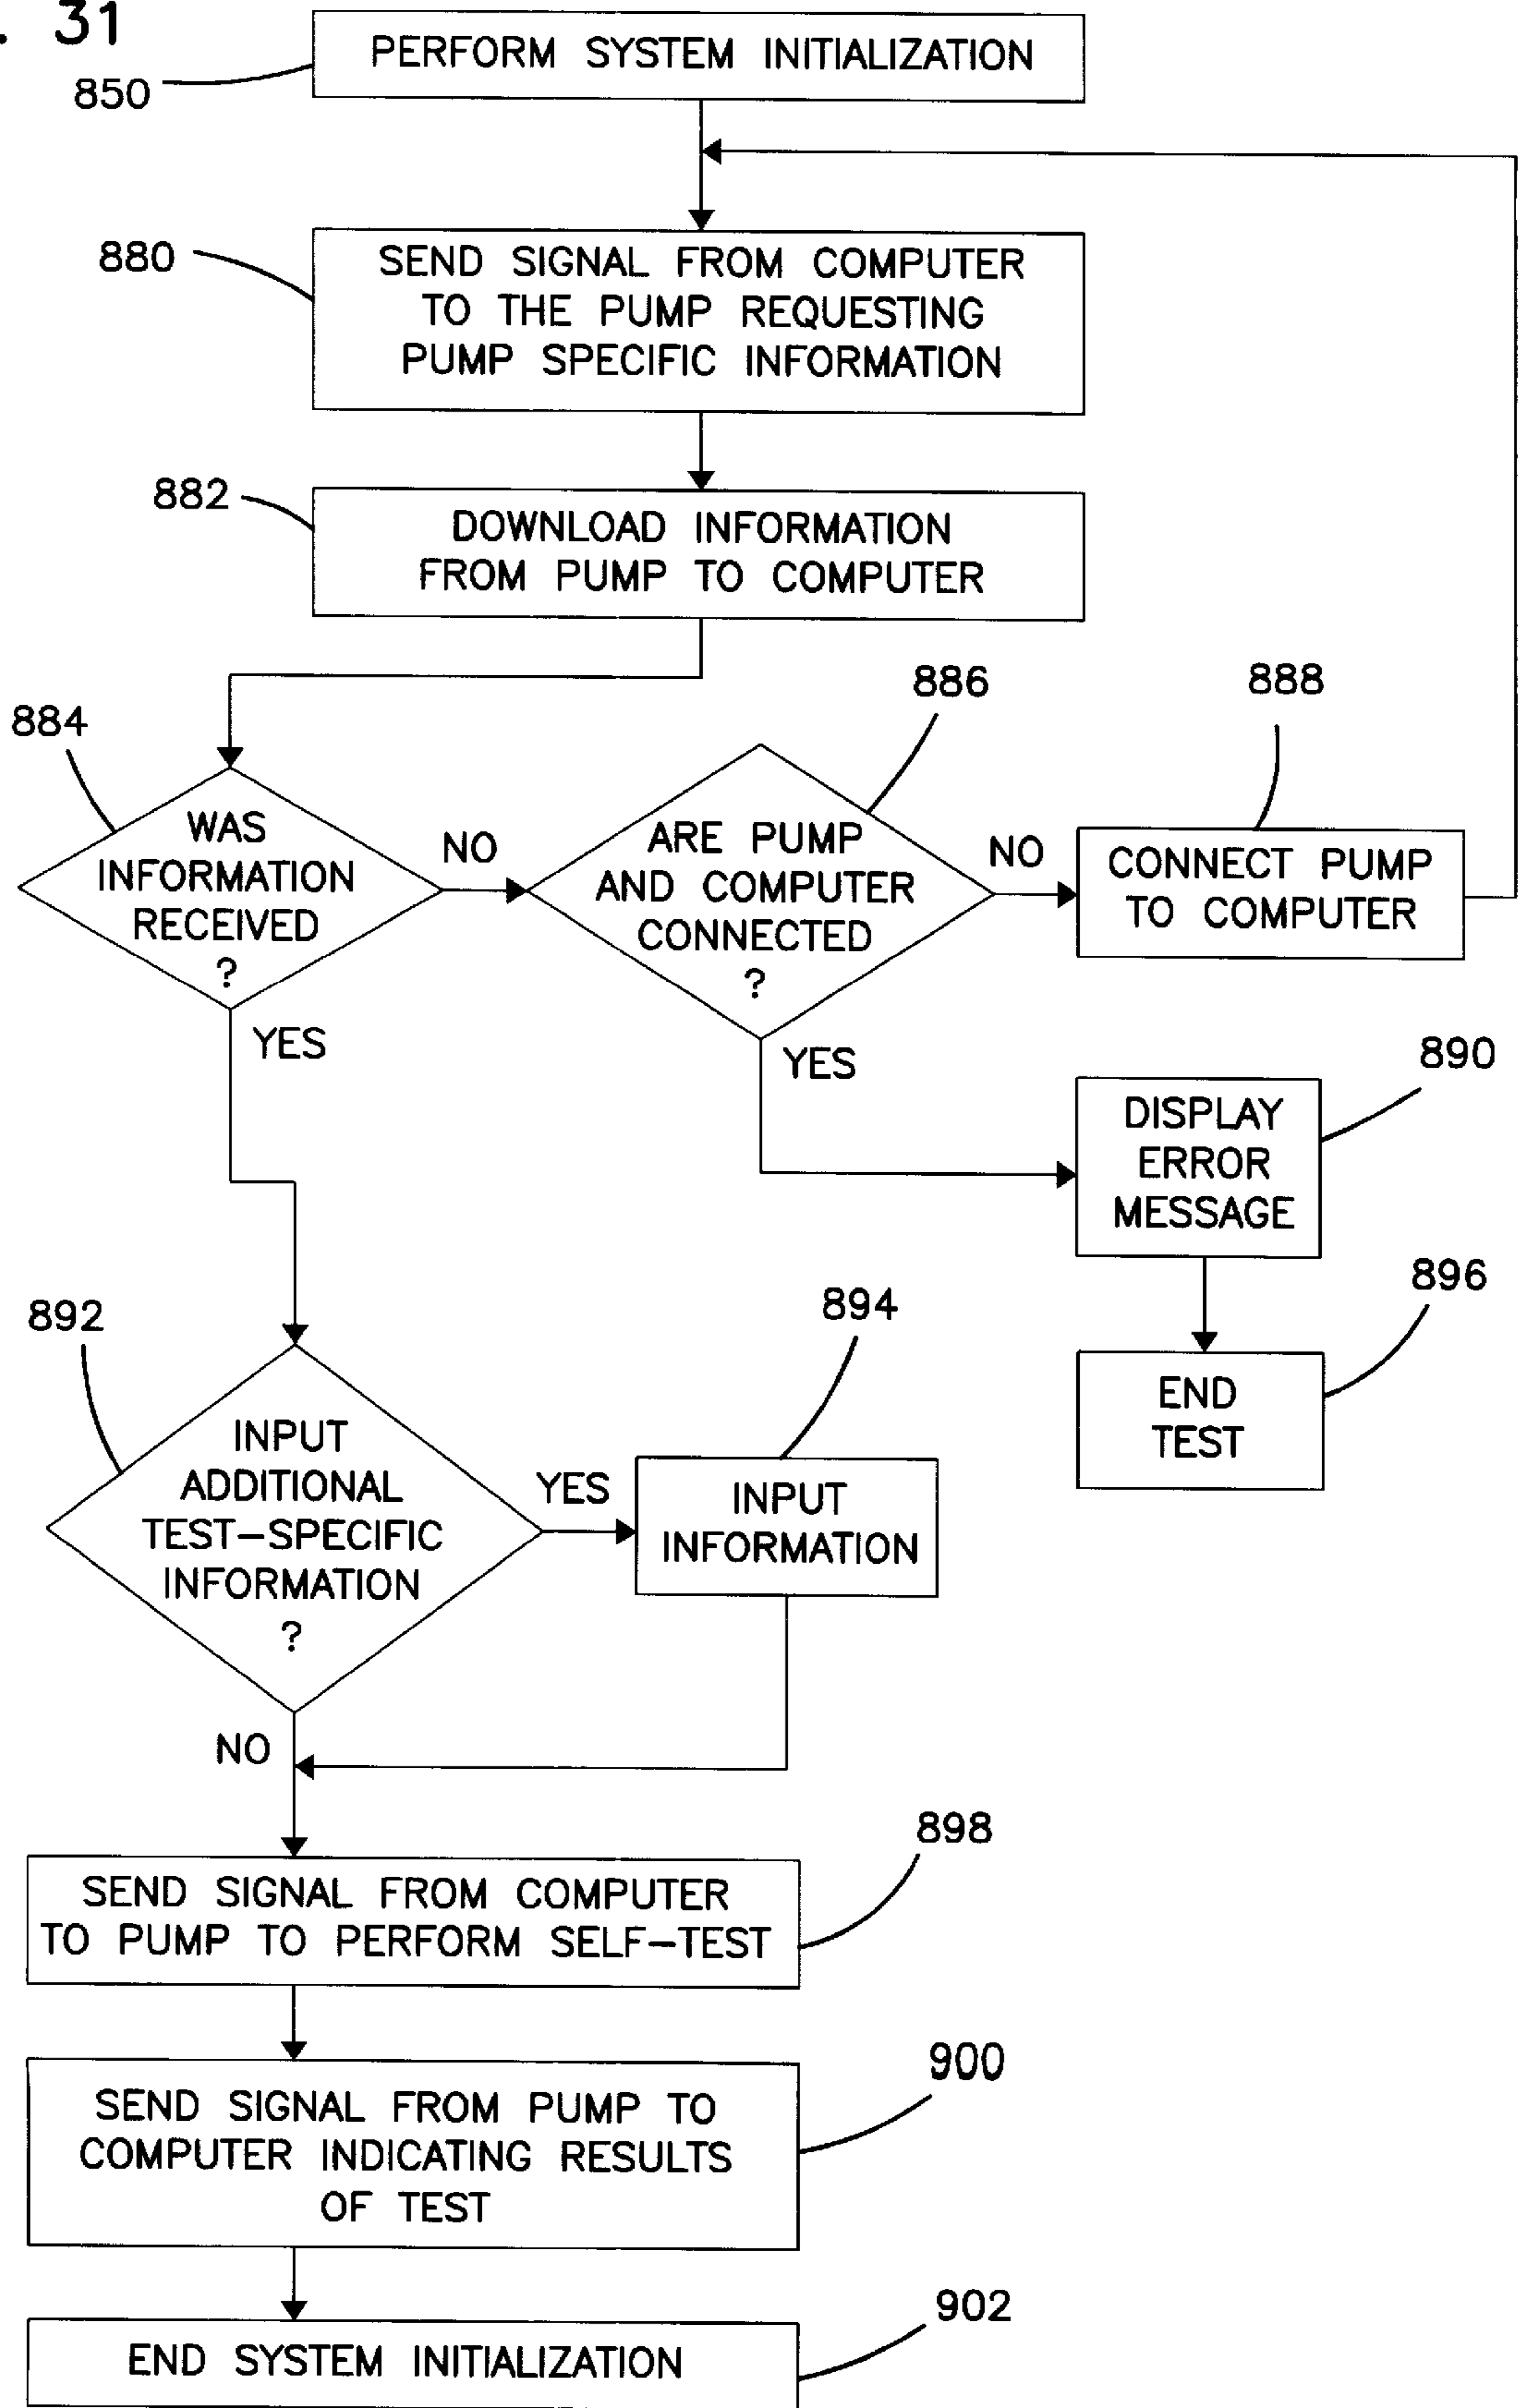 . 31
PERFORM SYSTEM INITIALIZATION
850
880
SEND SIGNAL FROM COMPUTER
TO THE PUMP REQUESTING
PUMP SPECIFIC INFORMATION
882
DOWNLOAD INFORMATION
FROM PUMP TO COMPUTER
884
886
888
WAS
INFORMATION
RECEIVED
?
NO
ARE PUMP
AND COMPUTER
CONNECTED
?
NO
CONNECT PUMP
TO COMPUTER
YES
YES
890
DISPLAY
ERROR
MESSAGE
896
END
TEST
892
INPUT
ADDITIONAL
TEST-SPECIFIC
INFORMATION
?
YES
894
INPUT
INFORMATION
NO
898
SEND SIGNAL FROM COMPUTER
TO PUMP TO PERFORM SELF-TEST
900
SEND SIGNAL FROM PUMP TO
COMPUTER INDICATING RESULTS
OF TEST
902
END SYSTEM INITIALIZATION